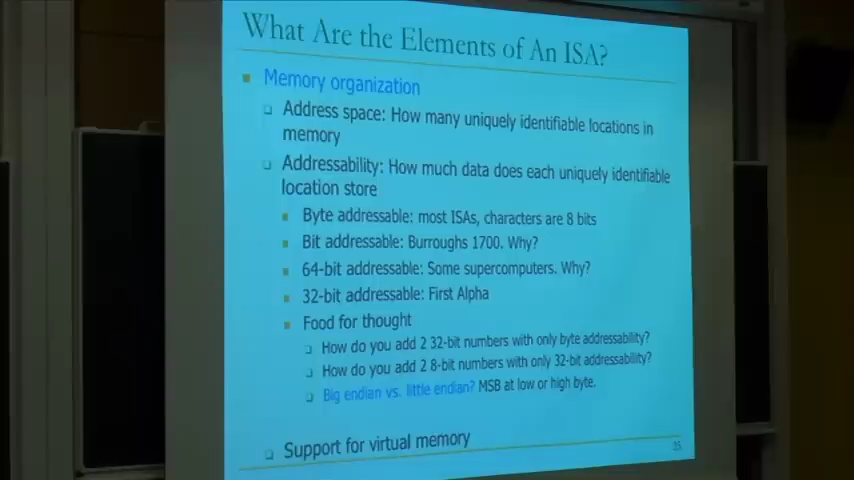 What Are the Elements of An ISA?
Memory organization
Address space: How many uniquely identifiable locations in
memory
Addressability: How much data does each uniquely identifiable
location store
Byte addressable: most ISAs, characters are 8 bits
Bit addressable: Burroughs 1700. Why?
64-bit addressable: Some supercomputers. Why?
32-bit addressable: First Alpha
Food for thought
How do you add 2 32-bit numbers with only byte addressability?
How do you add 2 8-bit numbers with only 32-bit addressability?
Big endian vs. little endian? MSB at low or high byte.
Support for virtual memory